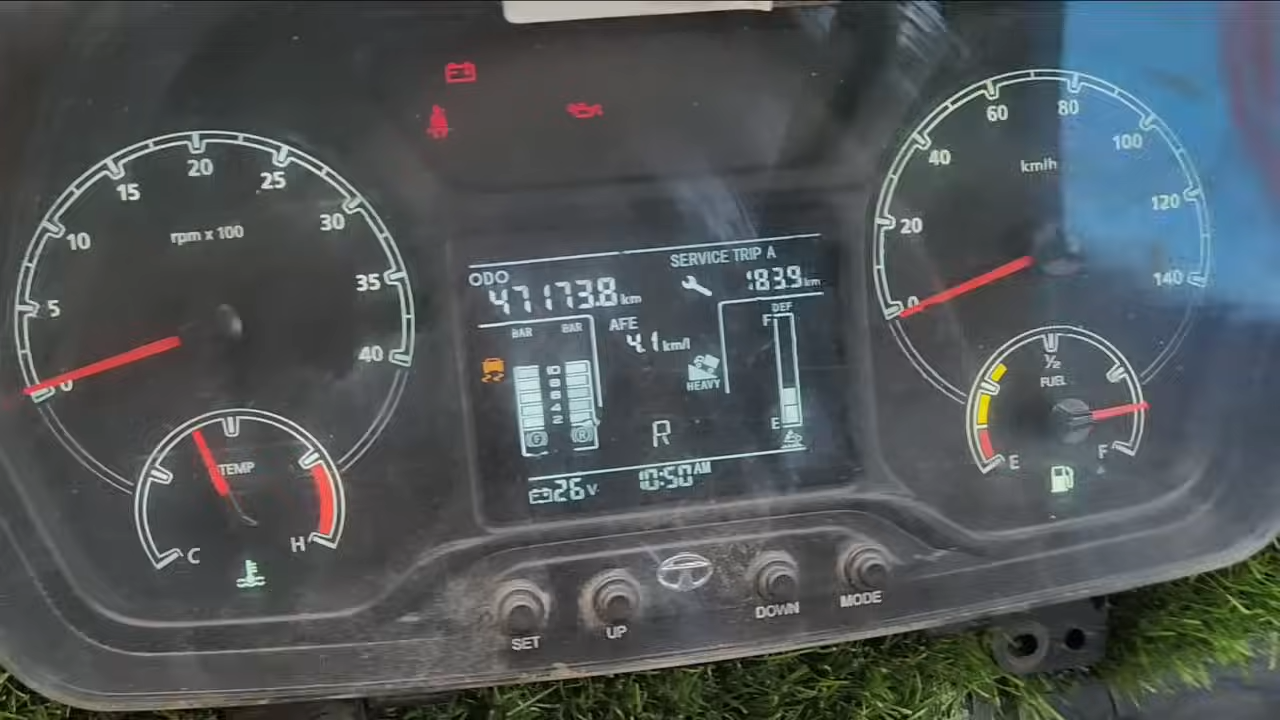 5
10
15
20
25
30
35
40
rpm x 100
TEMP
C
H
ODO
47173.8 km
SERVICE TRIP A
183.9 km
BAR
BAR
AFE
4.1 km/l
10
8
6
4
2
0
F
R
HEAVY
DEF
F
E
R
26 V
10:50 AM
SET
UP
DOWN
MODE
0
20
40
60
80
100
120
140
km/h
1/2
FUEL
E
F